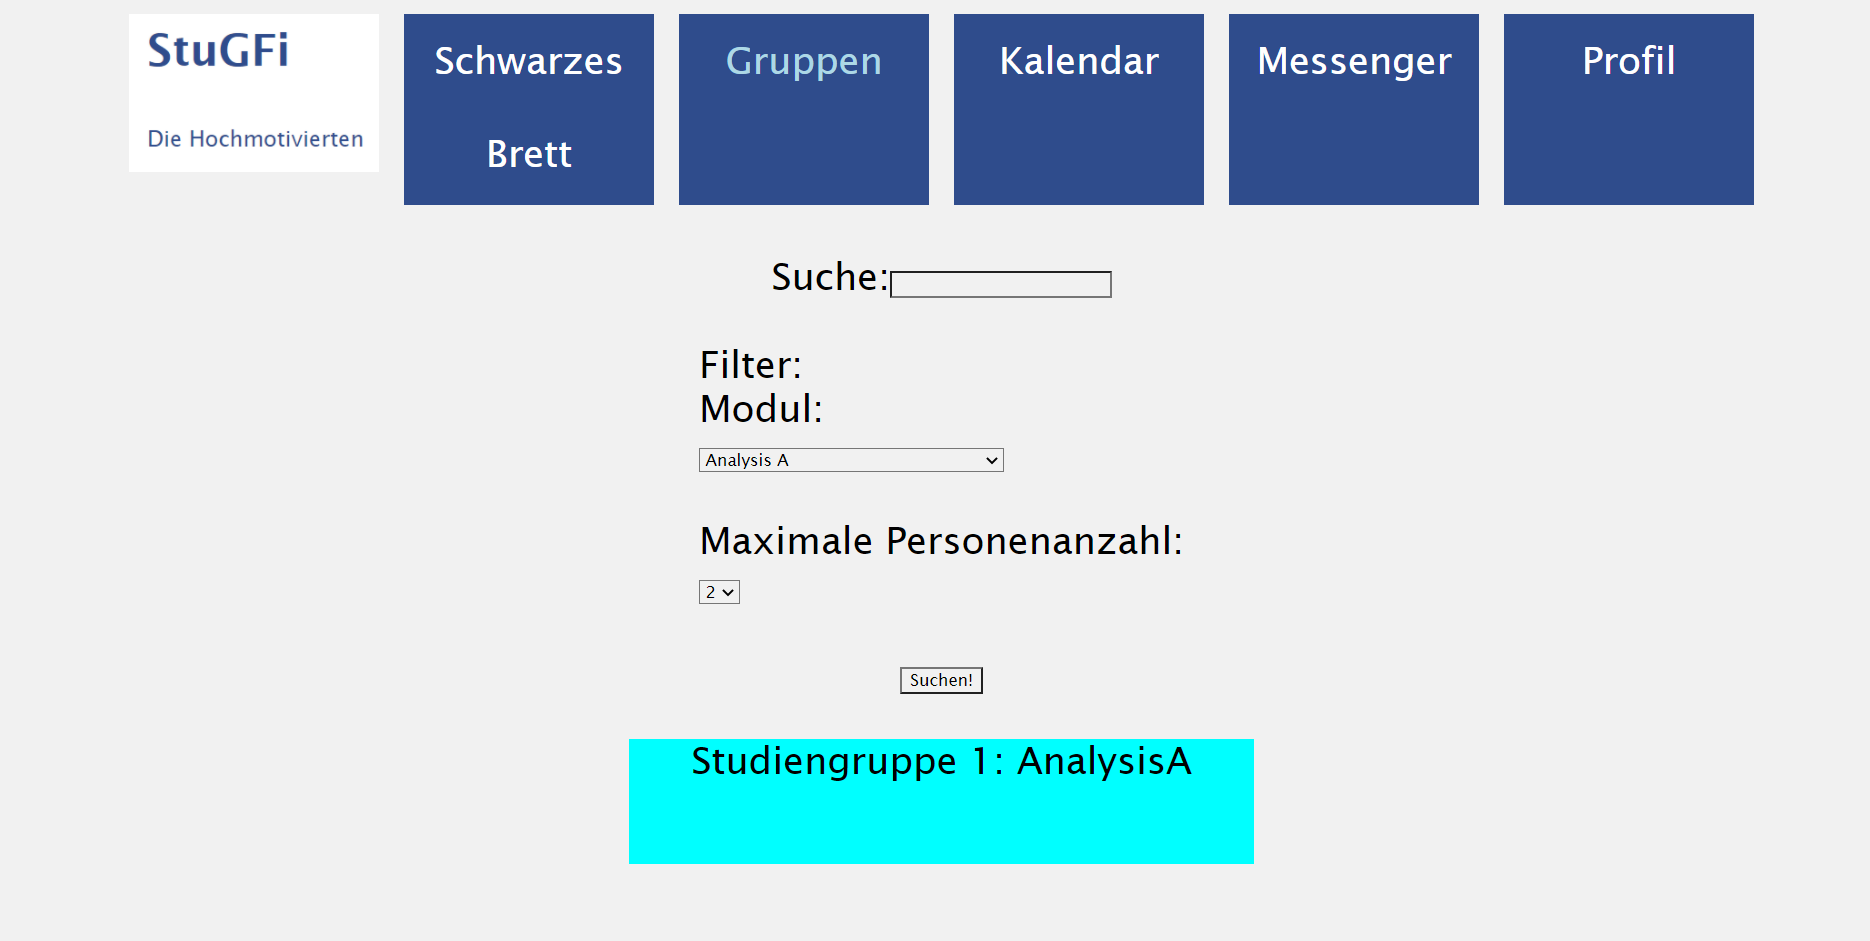 StuGFi
Die Hochmotivierten
Schwarzes
Brett
Gruppen
Kalendar
Messenger
Profil
Suche:
Filter:
Modul:
Analysis A
Maximale Personenanzahl:
2
Suchen!
Studiengruppe 1: AnalysisA